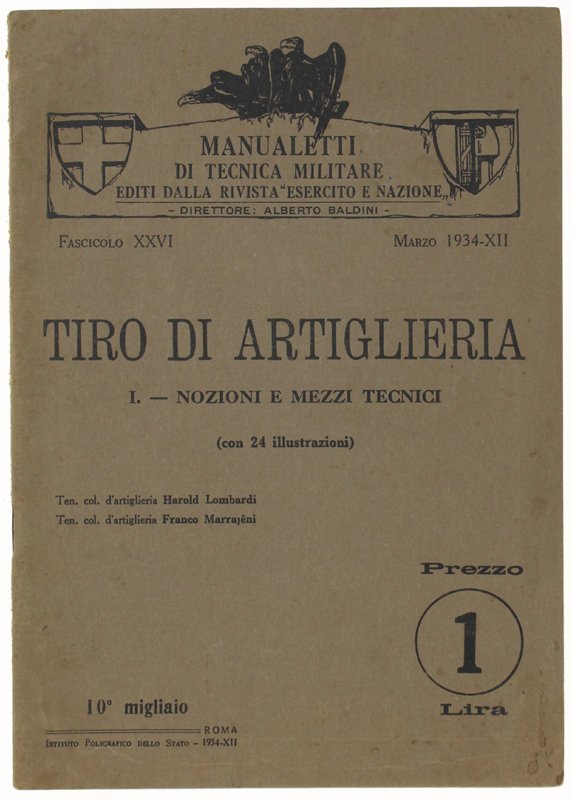 MANUALETTI
DI TECNICA MILITARE
EDITI DALLA RIVISTA "ESERCITO E NAZIONE„
- DIRETTORE: ALBERTO BALDINI -
FASCICOLO XXVI
MARZO 1934-XII
TIRO DI ARTIGLIERIA
I. — NOZIONI E MEZZI TECNICI
(con 24 illustrazioni)
Ten. col. d'artiglieria Harold Lombardi
Ten. col. d'artiglieria Franco Marrajêni
Prezzo
1
Lira
10º migliaio
ROMA
ISTITUTO POLIGRAFICO DELLO STATO - 1934-XII